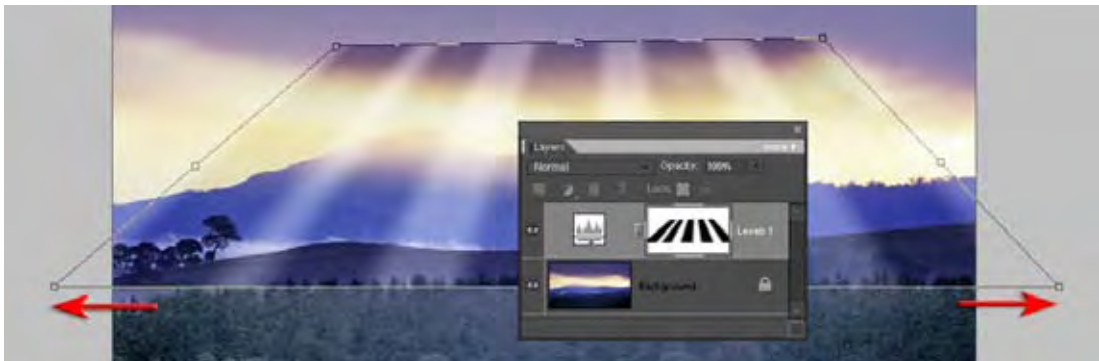 Layers
Normal Opacity: 100%
Lock:
Levels 1
Background